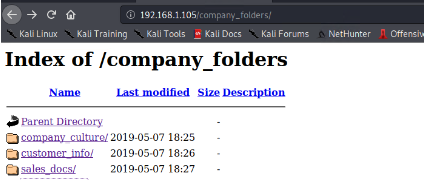 192.168.1.105/company_folders/
Kali Linux Kali Training Kali Tools Kali Docs Kali Forums NetHunter Offensiv
Index of /company_folders
Name Last modified Size Description
Parent Directory -
company_culture/ 2019-05-07 18:25 -
customer_info/ 2019-05-07 18:26 -
sales_docs/ 2019-05-07 18:27 -